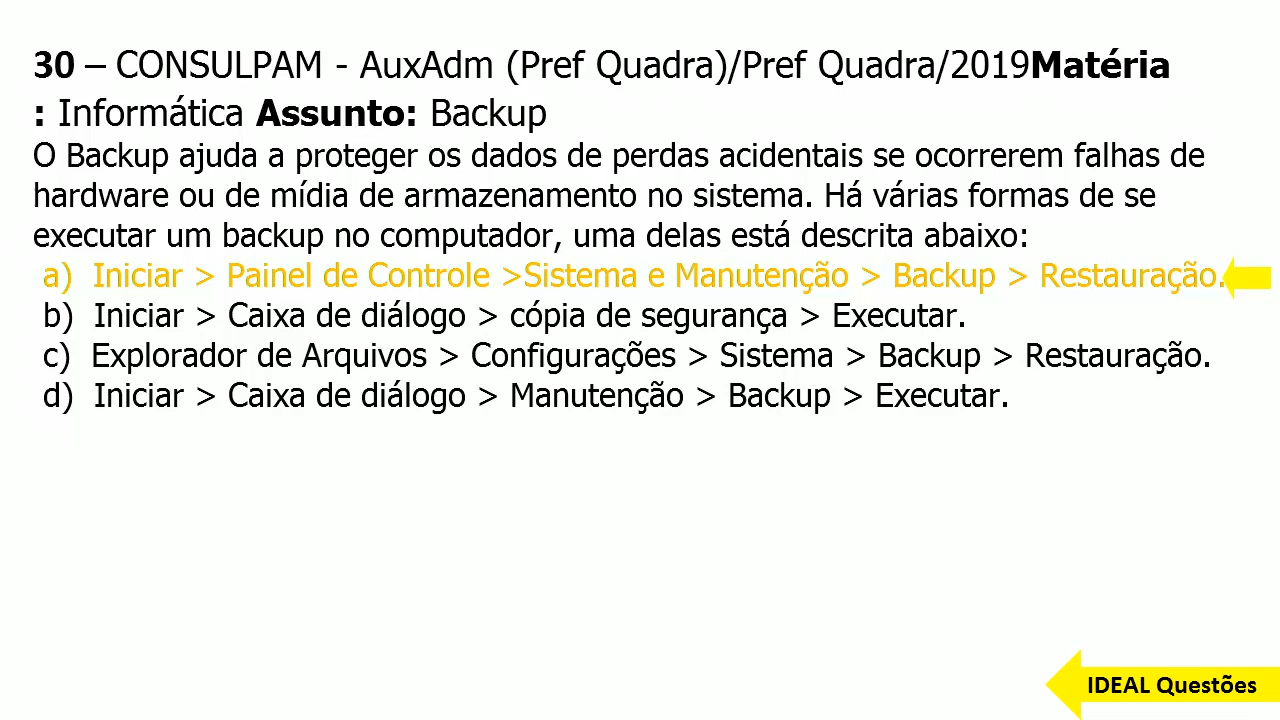 30 – CONSULPAM - AuxAdm (Pref Quadra)/Pref Quadra/2019Matéria
: Informática Assunto: Backup
O Backup ajuda a proteger os dados de perdas acidentais se ocorrerem falhas de
hardware ou de mídia de armazenamento no sistema. Há várias formas de se
executar um backup no computador, uma delas está descrita abaixo:
a) Iniciar > Painel de Controle >Sistema e Manutenção > Backup > Restauração.
b) Iniciar > Caixa de diálogo > cópia de segurança > Executar.
c) Explorador de Arquivos > Configurações > Sistema > Backup > Restauração.
d) Iniciar > Caixa de diálogo > Manutenção > Backup > Executar.
IDEAL Questões